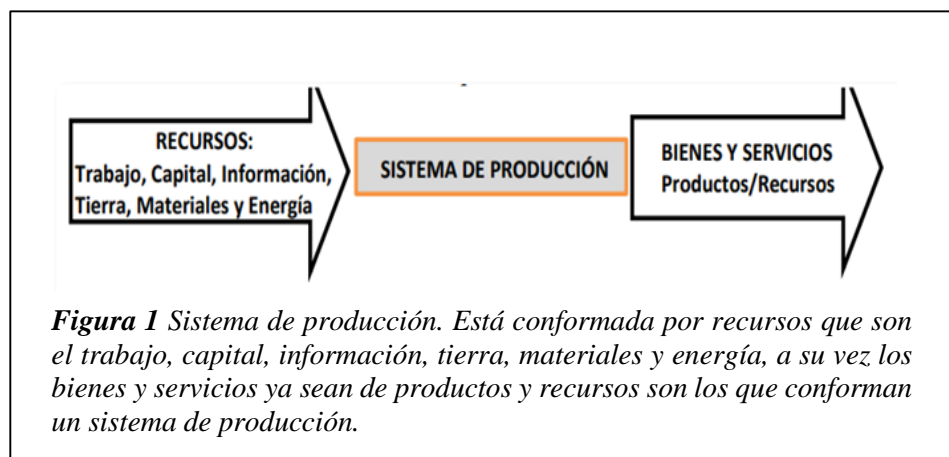 RECURSOS:
Trabajo, Capital, Información,
Tierra, Materiales y Energía
SISTEMA DE PRODUCCIÓN
BIENES Y SERVICIOS
Productos/Recursos
Figura 1 Sistema de producción. Está conformada por recursos que son
el trabajo, capital, información, tierra, materiales y energía, a su vez los
bienes y servicios ya sean de productos y recursos son los que conforman
un sistema de producción.